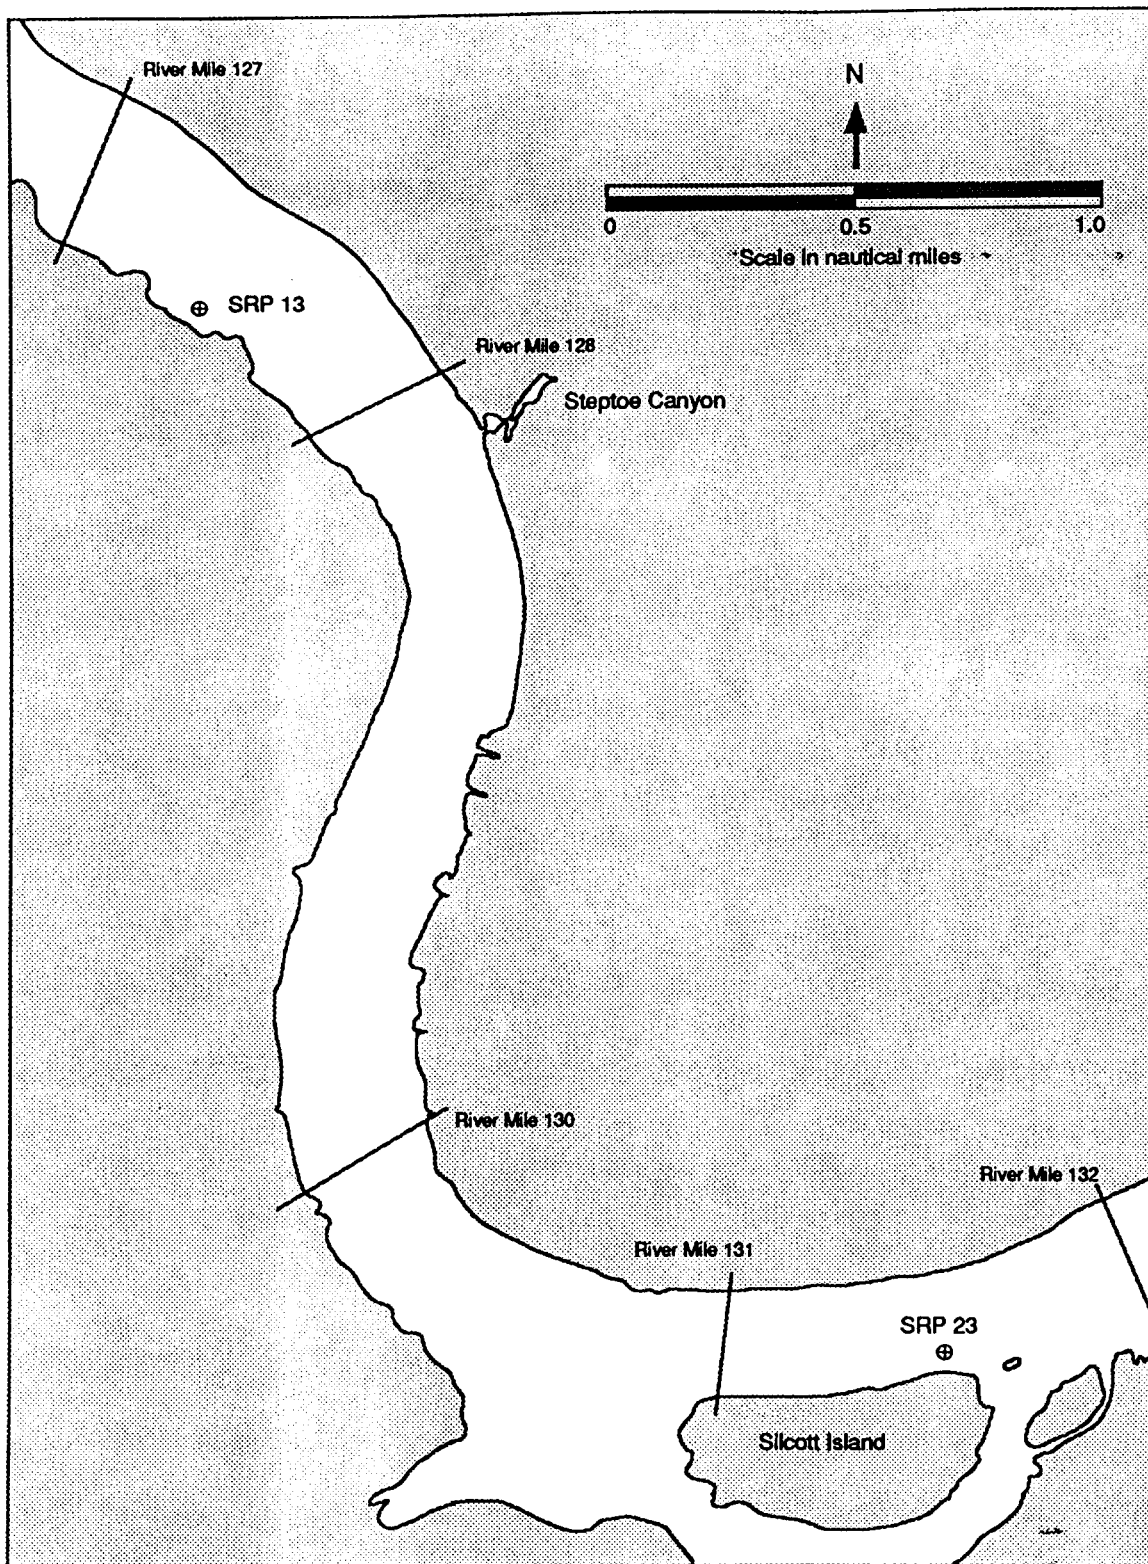 River Mile 127
N
0 0.5 1.0
Scale in nautical miles
SRP 13
River Mile 128
Steptoe Canyon
River Mile 130
River Mile 132
River Mile 131
SRP 23
Silcott Island